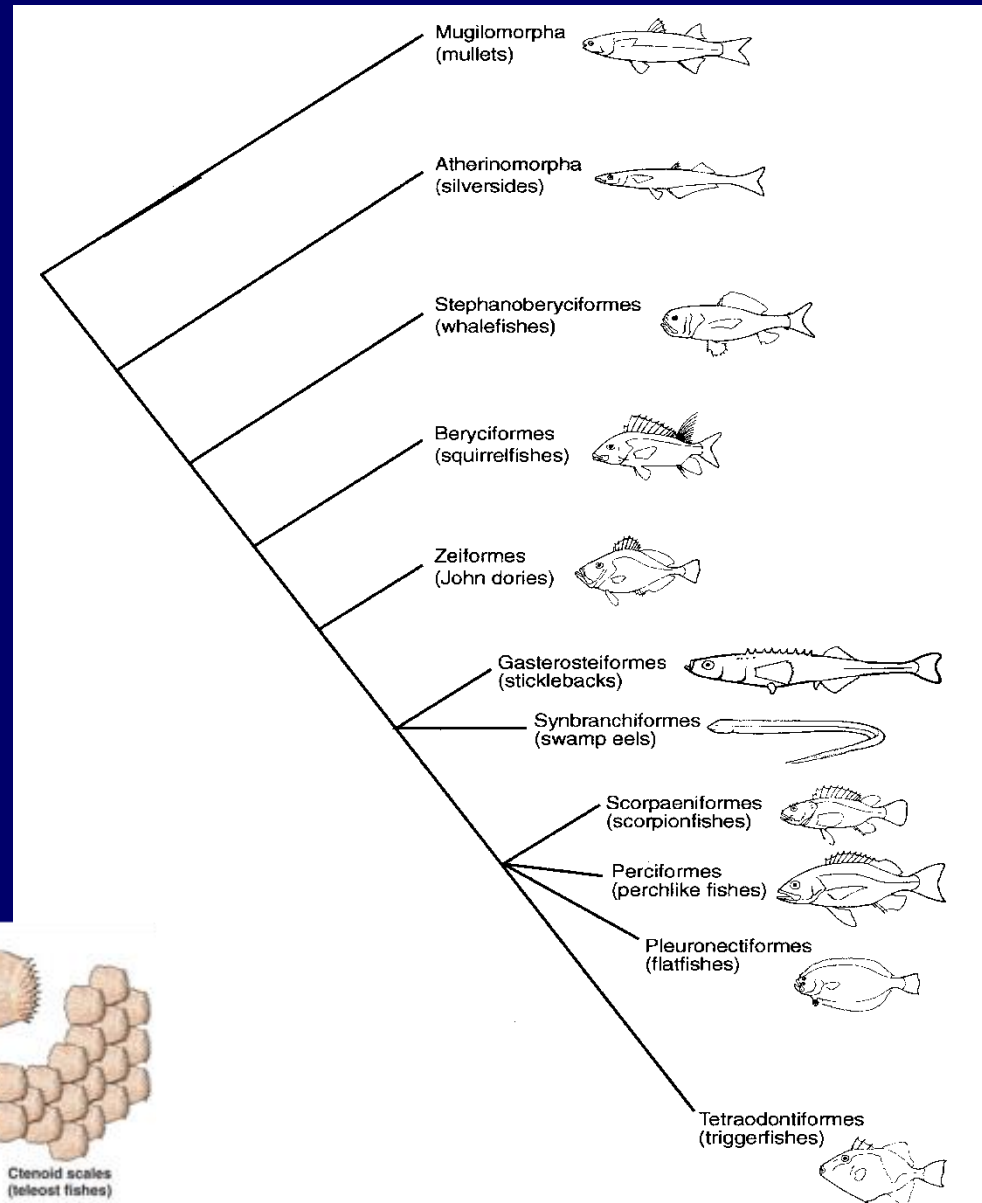 Mugilomorpha
(mullets)
Atherinomorpha
(silversides)
Stephanoberyciformes
(whalefishes)
Beryciformes
(squirrelfishes)
Zeiformes
(John dories)
Gasterosteiformes
(sticklebacks)
Synbranchiformes
(swamp eels)
Scorpaeniformes
(scorpionfishes)
Perciformes
(perchlike fishes)
Pleuronectiformes
(flatfishes)
Tetraodontiformes
(triggerfishes)
Ctenoid scales
(teleost fishes)